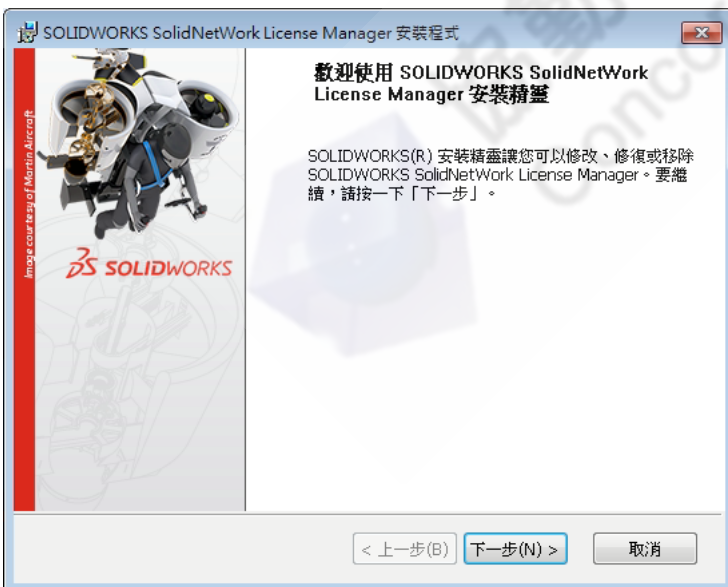 SOLIDWORKS SolidNetWork License Manager 安裝程式
歡迎使用 SOLIDWORKS SolidNetWork
License Manager 安裝精靈
SOLIDWORKS(R) 安裝精靈讓您可以修改、修復或移除
SOLIDWORKS SolidNetWork License Manager。要繼
續,請按一下「下一步」。
Image courtesy of Martin Aircraft
SOLIDWORKS
< 上一步(B)
下一步(N) >
取消